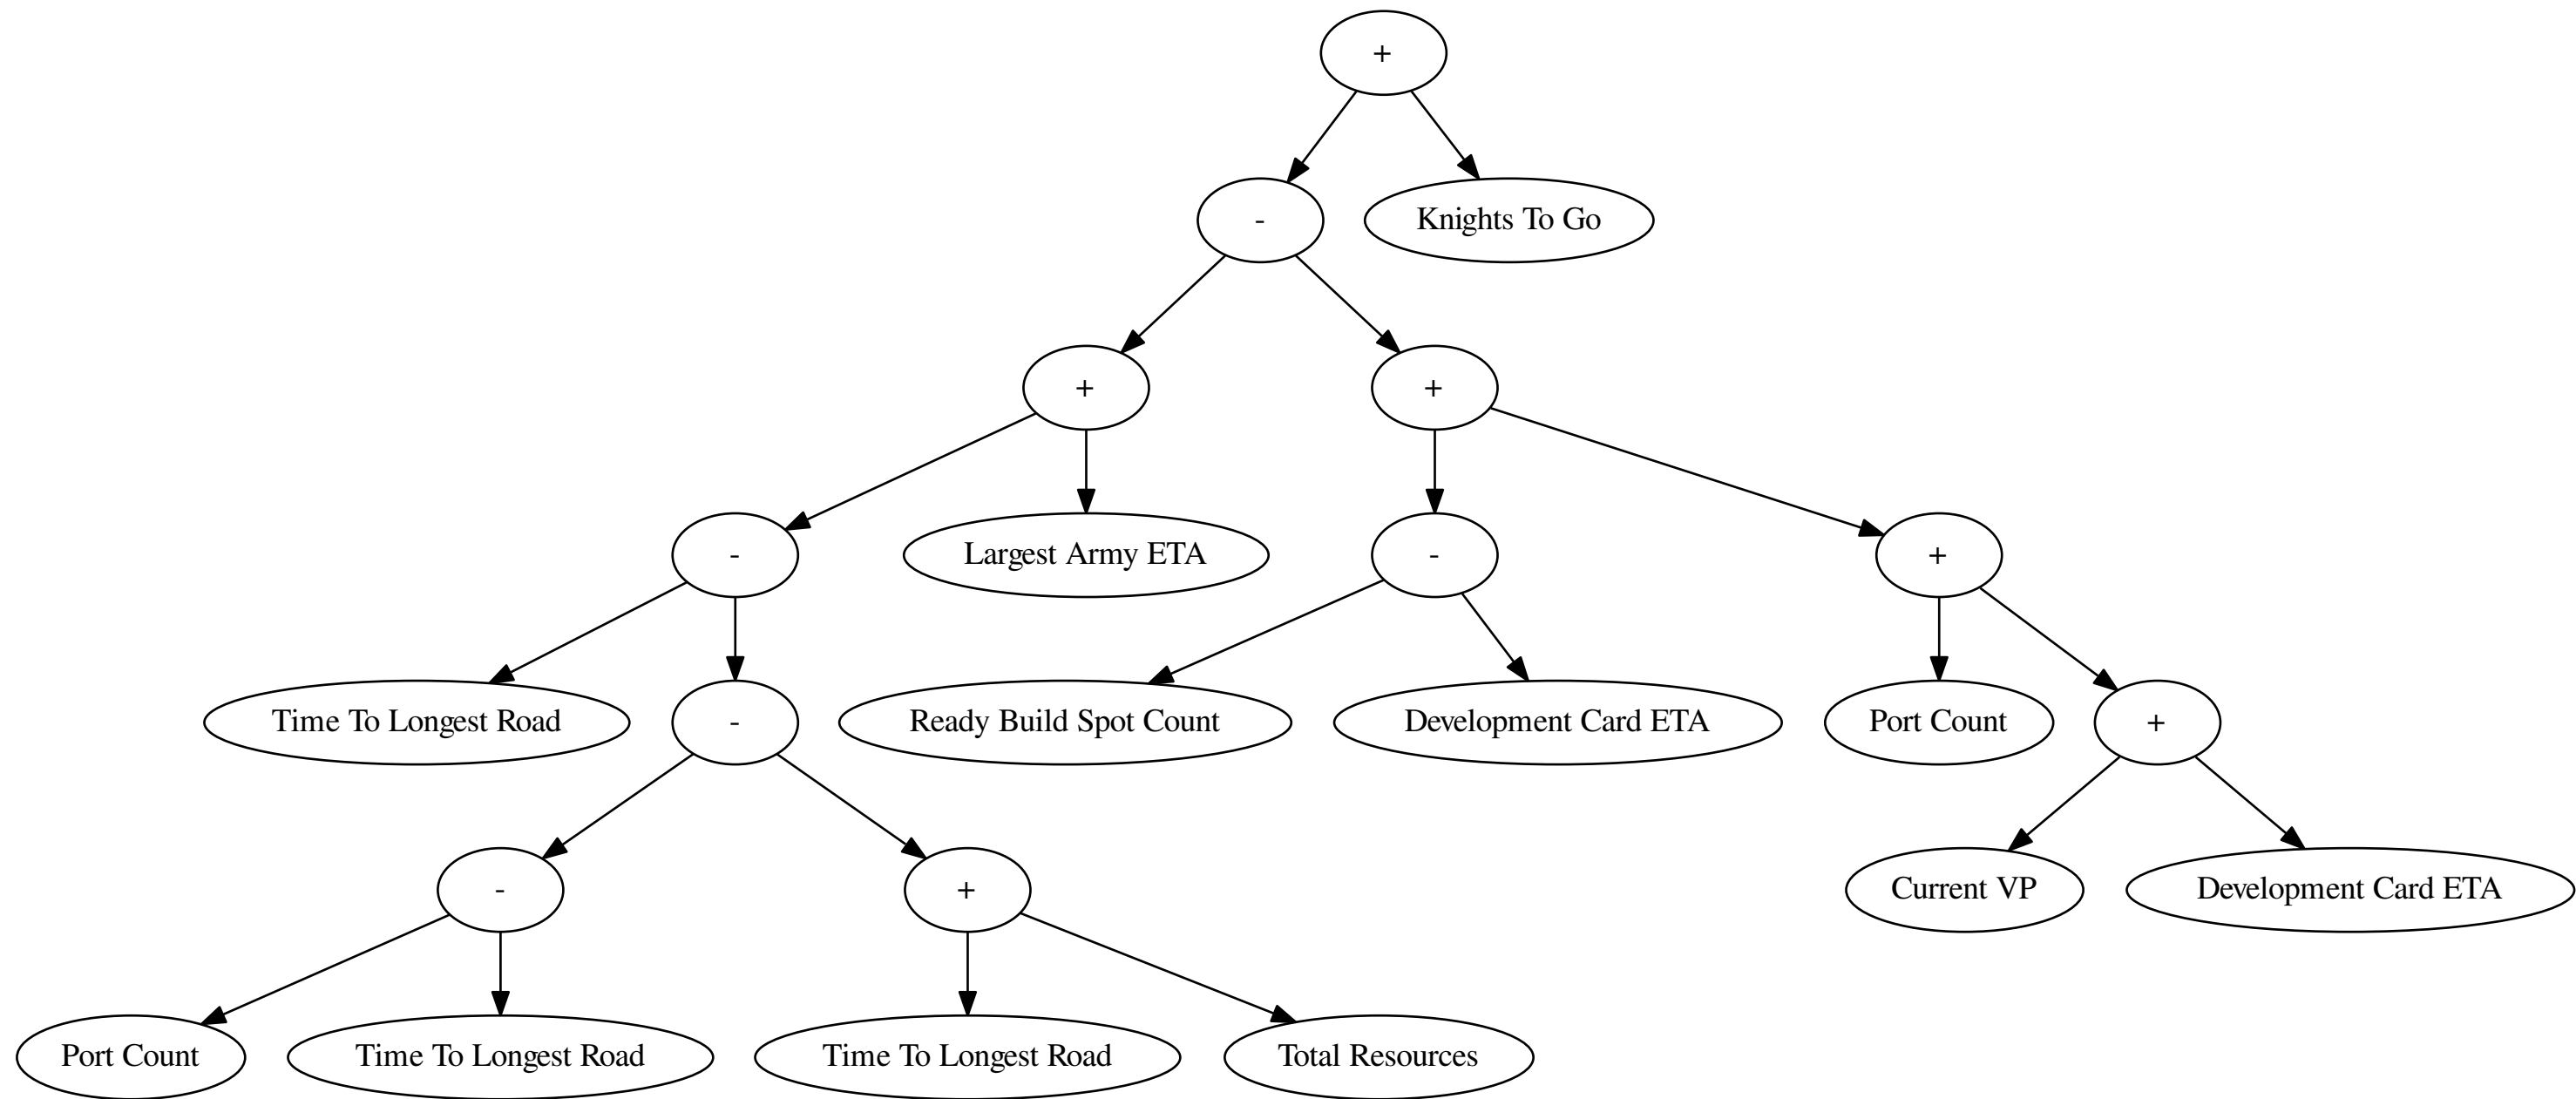 +
-
Knights To Go
+
+
-
Largest Army ETA
-
+
Time To Longest Road
-
Ready Build Spot Count
Development Card ETA
Port Count
+
-
+
Current VP
Development Card ETA
Port Count
Time To Longest Road
Time To Longest Road
Total Resources